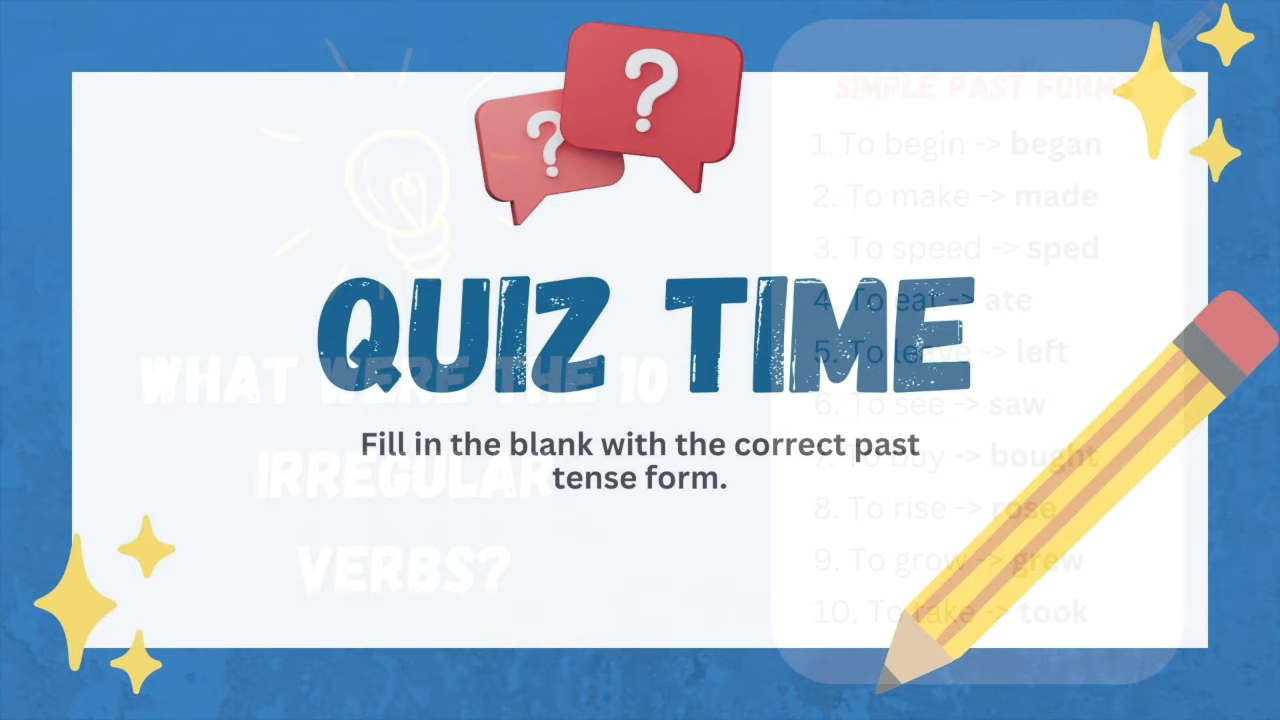 QUIZ TIME
Fill in the blank with the correct past
tense form.
WHAT WERE THE 10
IRREGULAR
VERBS?
SIMPLE PAST FORMS
1. To begin -> began
2. To make -> made
3. To speed -> sped
4. To eat -> ate
5. To leave -> left
6. To see -> saw
7. To buy -> bought
8. To rise -> rose
9. To grow -> grew
10. To take -> took